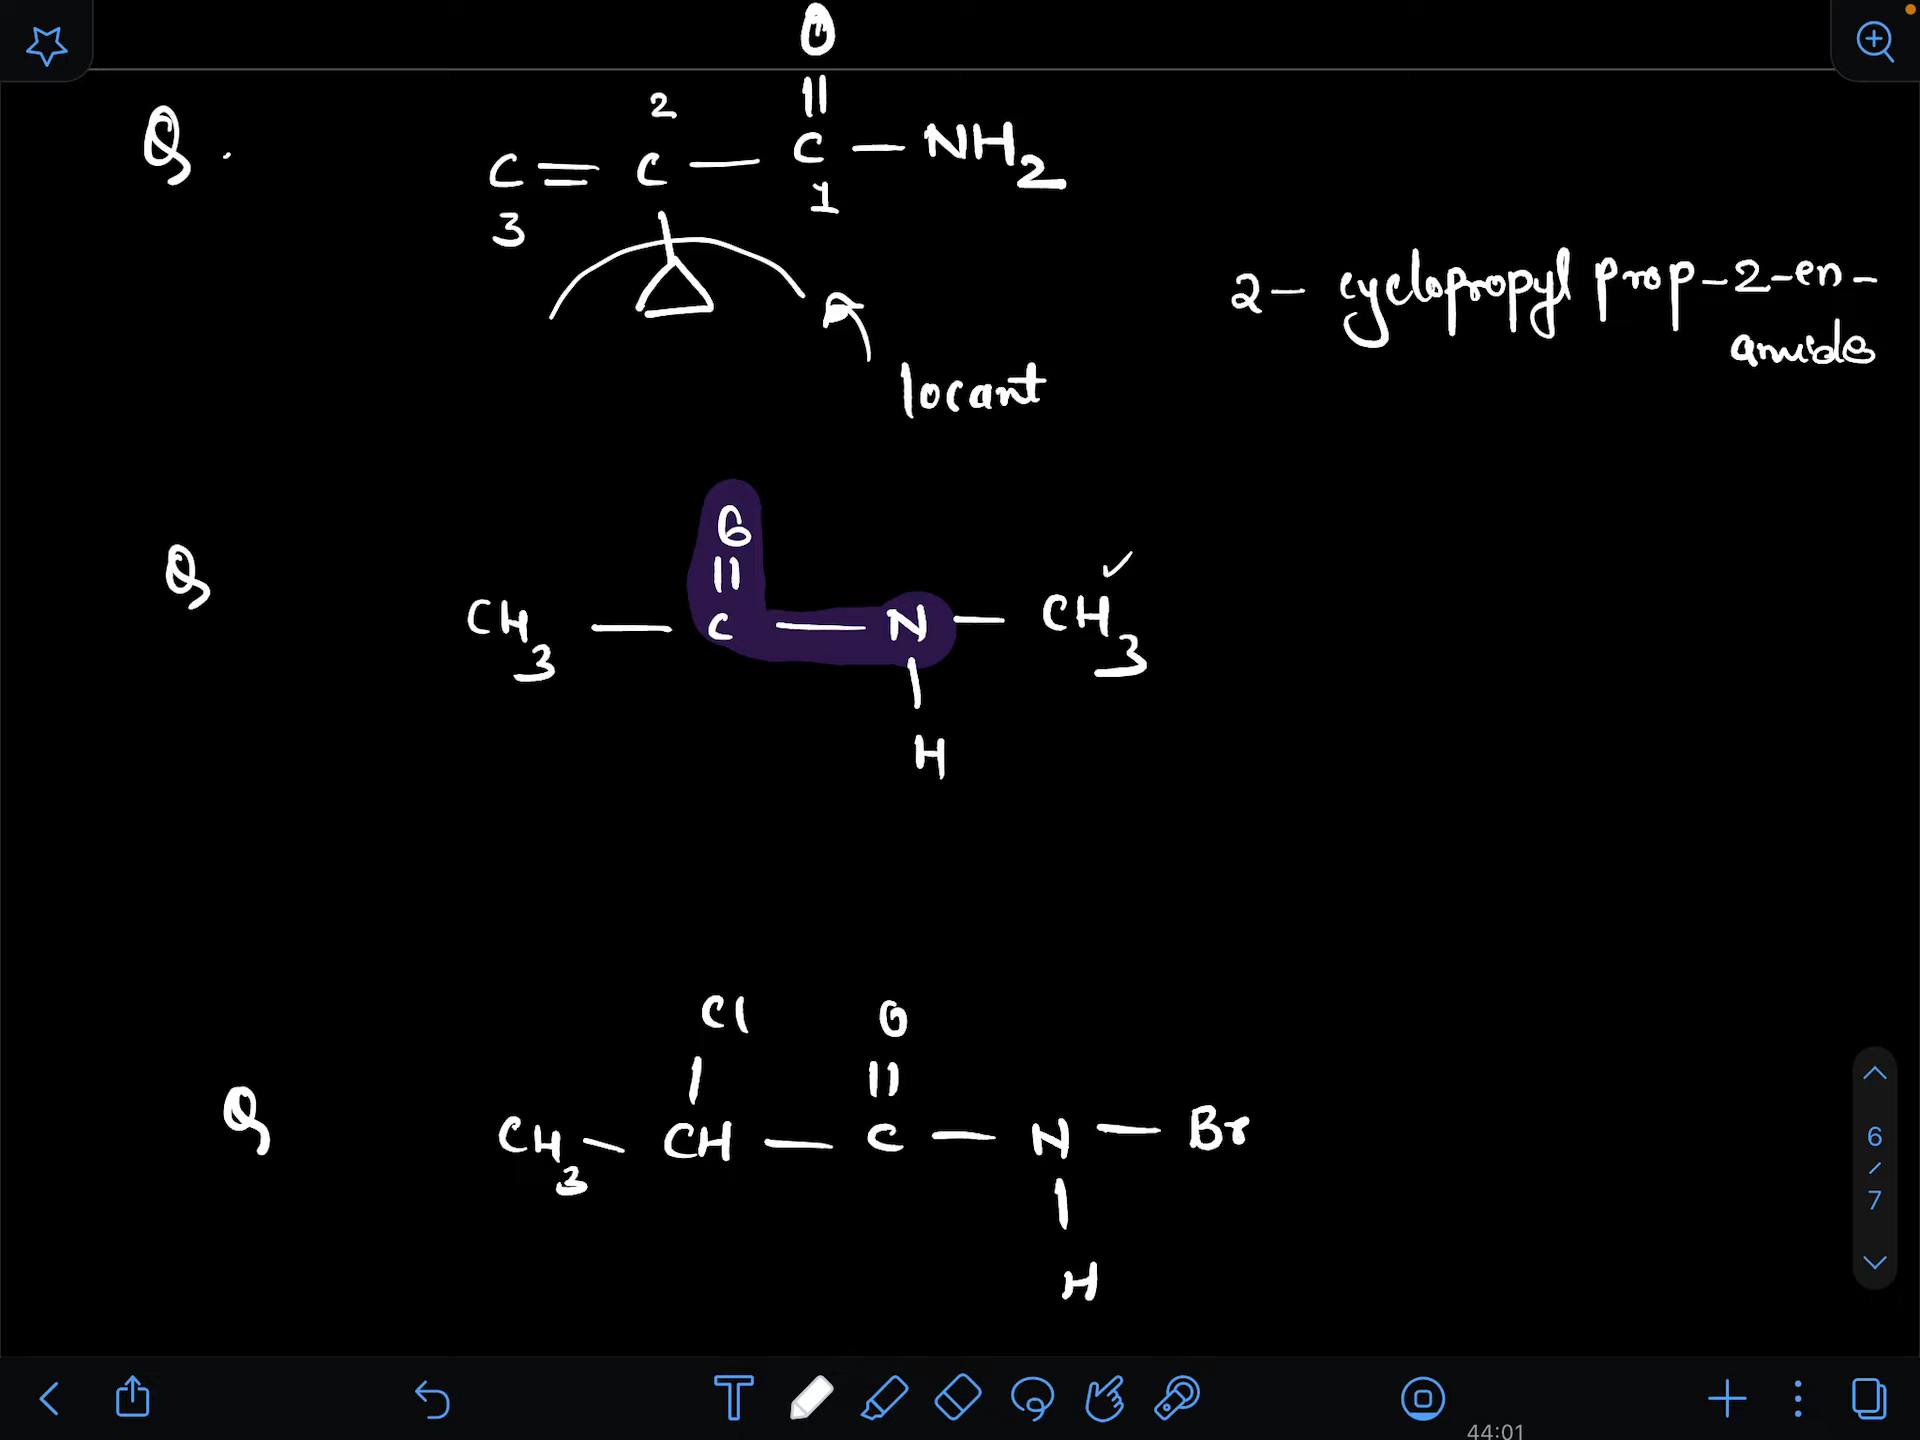 O
||
Q.
2
C = C — C — NH2
3
1
2- cyclopropyl prop-2-en-
amide
locant
Q
O
||
CH3 — C — N — CH3
|
H
Cl
O
|
||
Q
CH3 — CH — C — N — Br
|
H
6
/
7
T
44:01